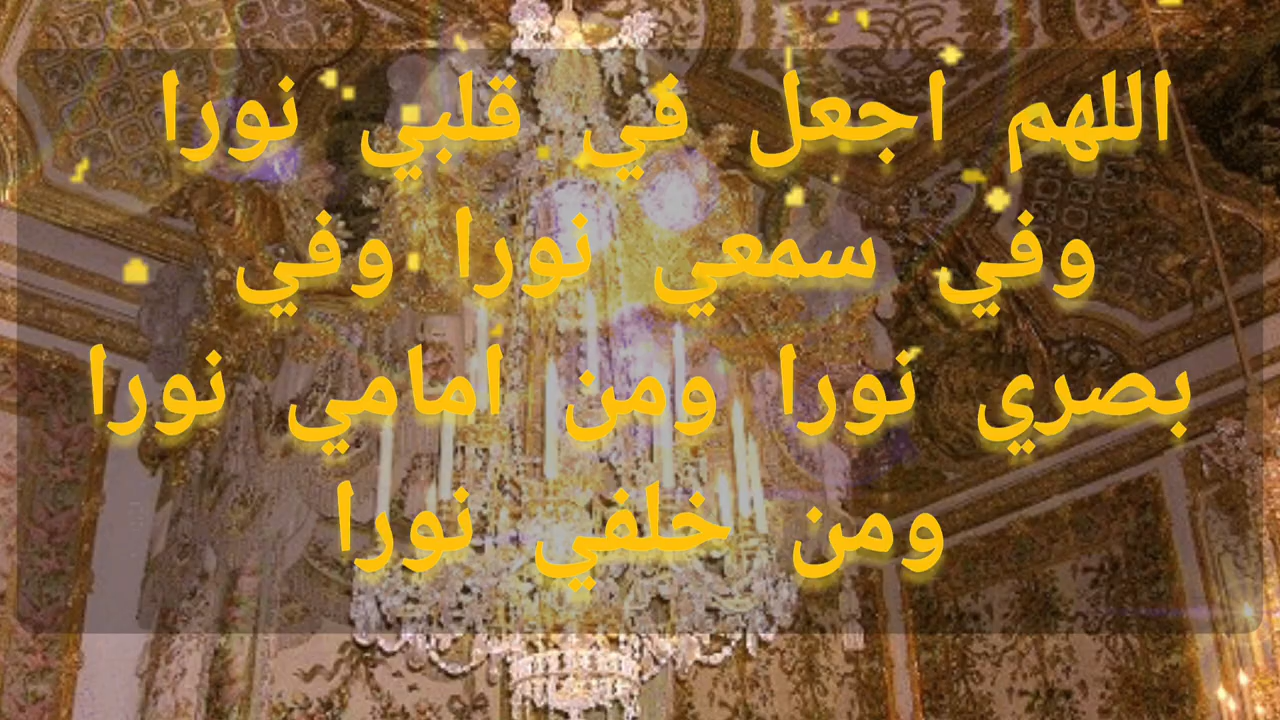 اللهم اجعل في قلبي نورا
وفي سمعي نورا وفي
بصري نورا ومن امامي نورا
ومن خلفي نورا